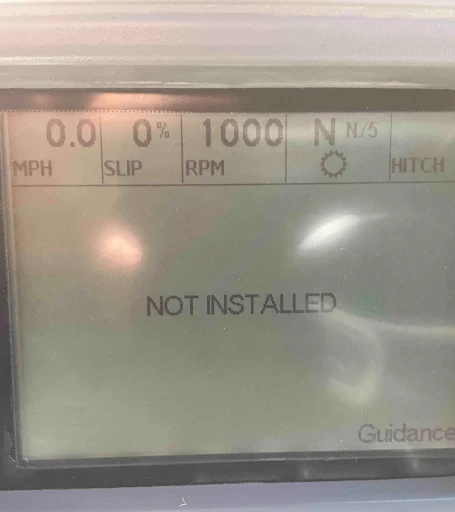 0.0 0% 1000 N N/5
MPH SLIP RPM HITCH
NOT INSTALLED
Guidance